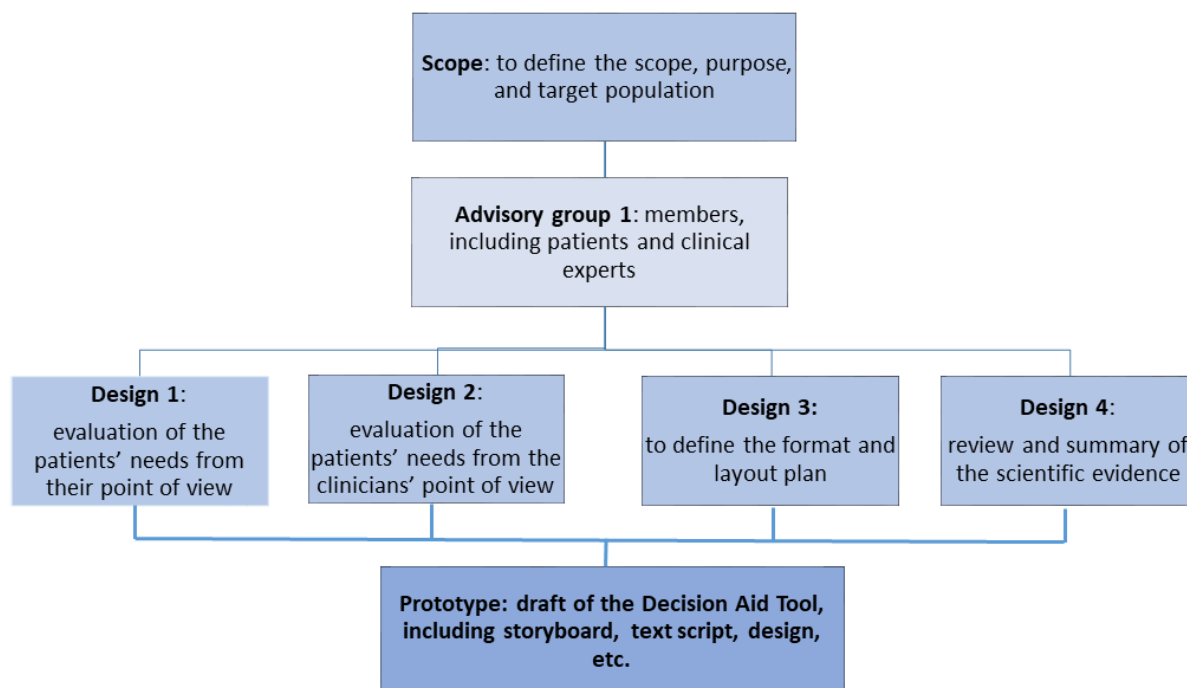 Scope: to define the scope, purpose,
and target population
Advisory group 1: members,
including patients and clinical
experts
Design 1:
evaluation of the
patients’ needs from
their point of view
Design 2:
evaluation of the
patients’ needs from the
clinicians’ point of view
Design 3:
to define the format and
layout plan
Design 4:
review and summary of
the scientific evidence
Prototype: draft of the Decision Aid Tool,
including storyboard, text script, design,
etc.